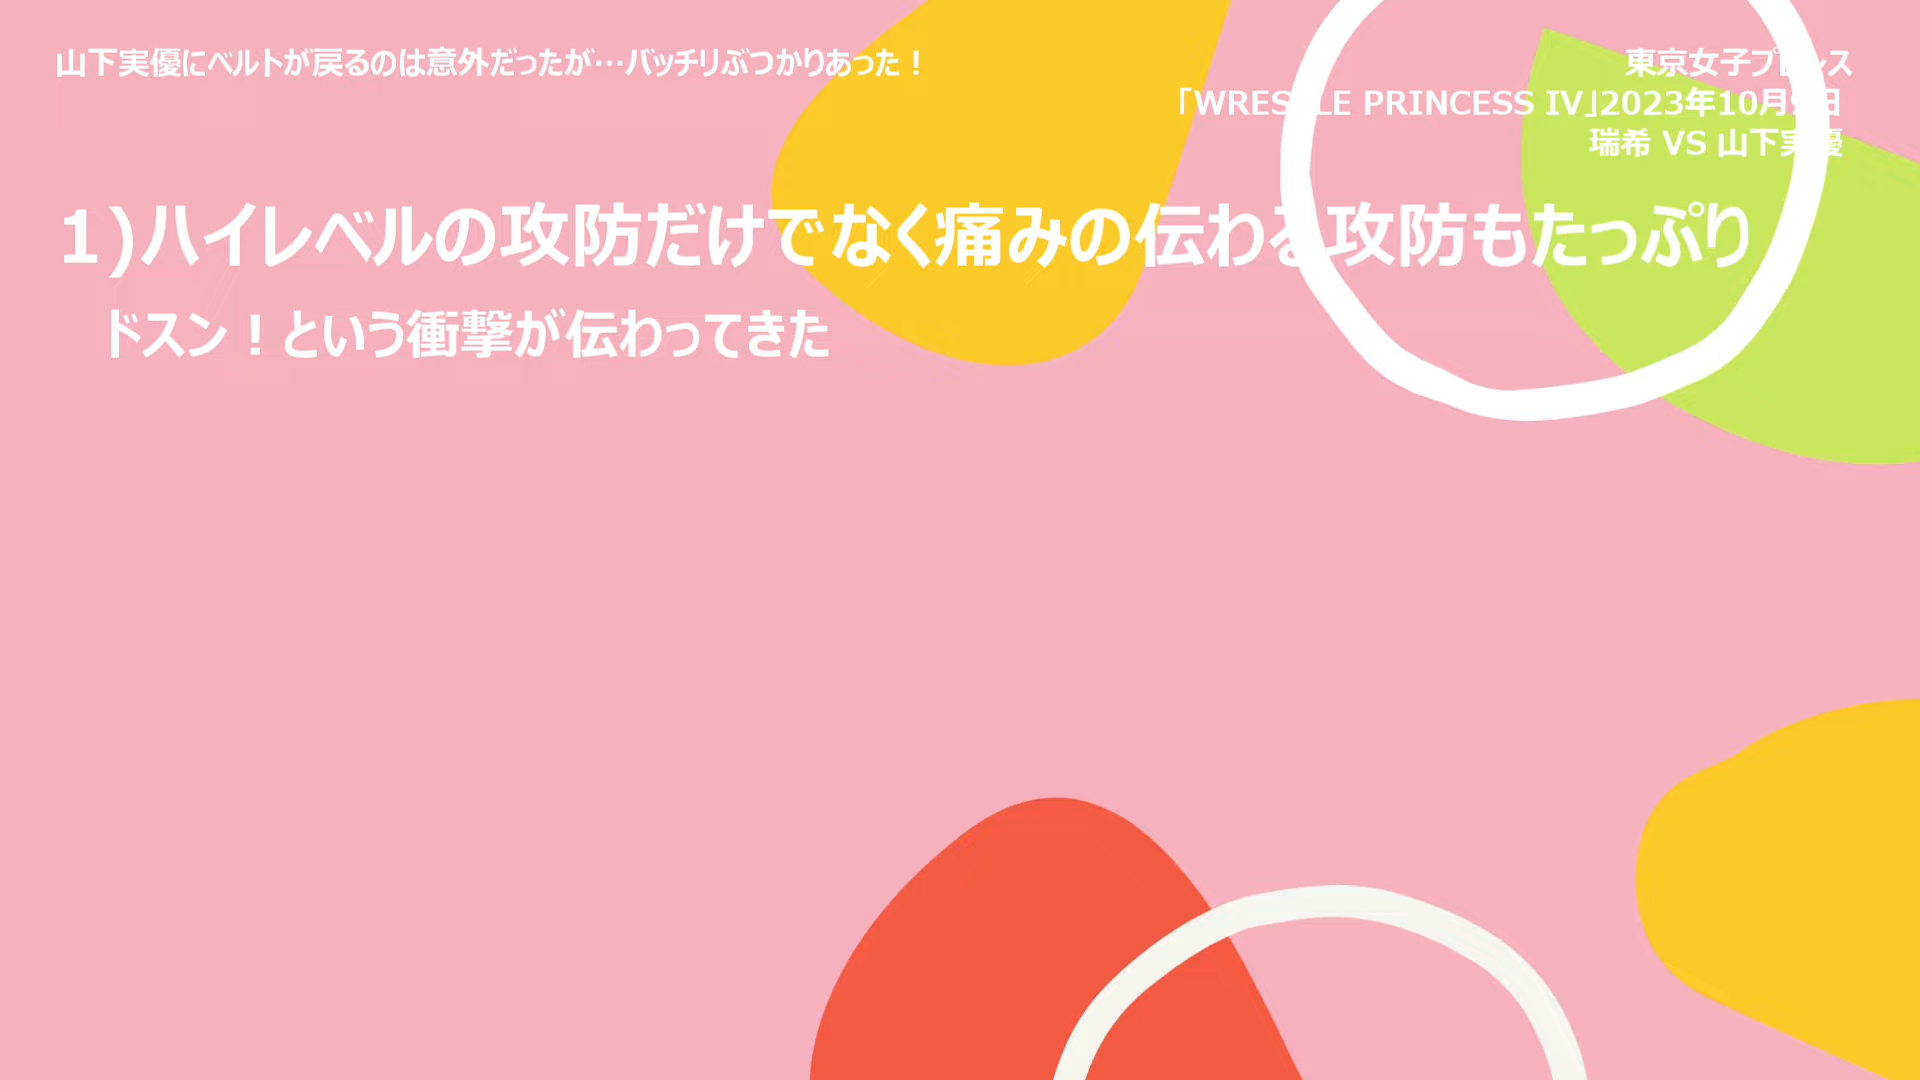 山下実優にベルトが戻るのは意外だったが…バッチリぶつかりあった！
東京女子プロレス
「WRESTLE PRINCESS IV」2023年10月9日
瑞希 VS 山下実優
1)ハイレベルの攻防だけでなく痛みの伝わる攻防もたっぷり
ドスン！という衝撃が伝わってきた